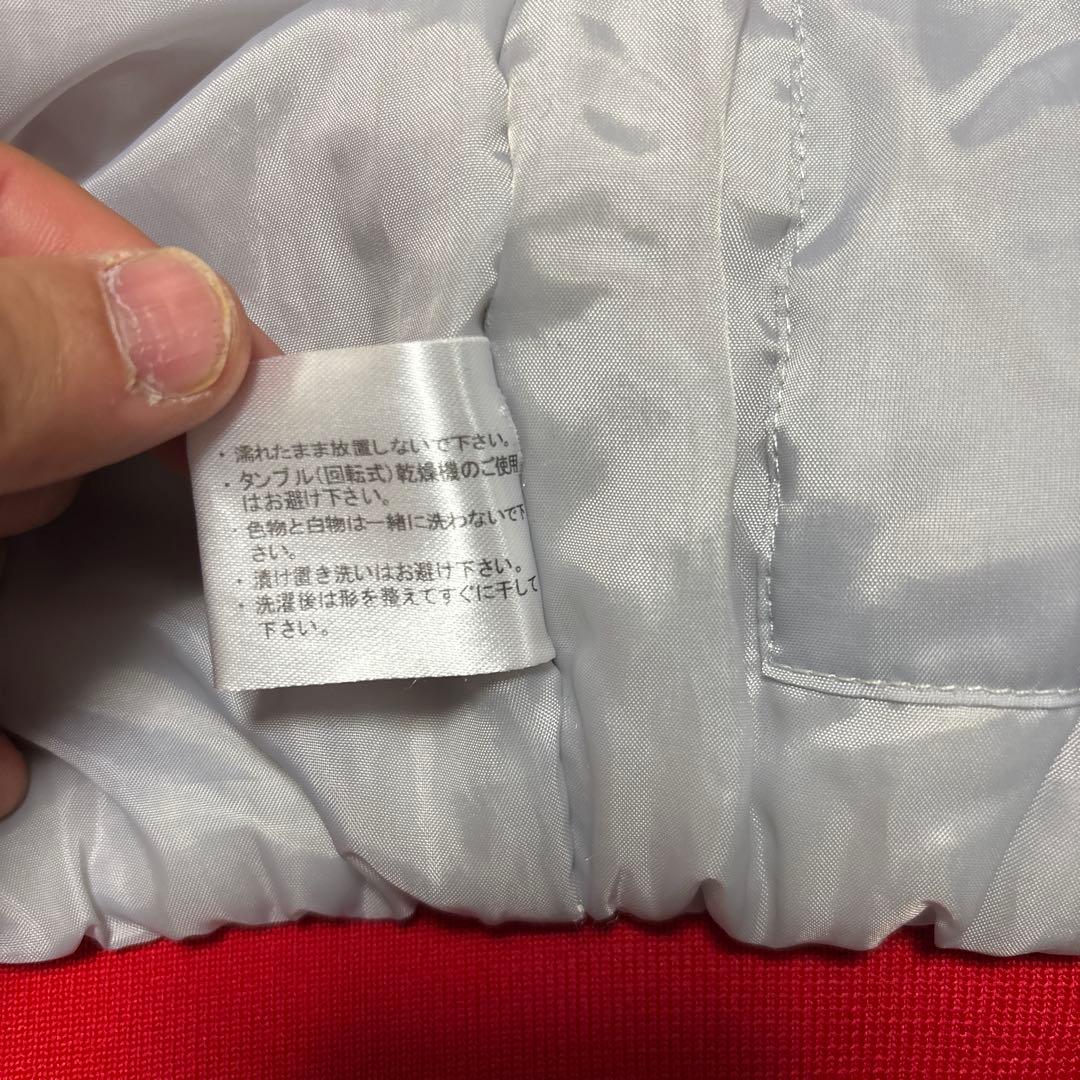 ・濡れたまま放置しないで下さい。
・タンブル(回転式)乾燥機のご使用
はお避け下さい。
・色物と白物は一緒に洗わないで下
さい。
・漬け置き洗いはお避け下さい。
・洗濯後は形を整えてすぐに干して
下さい。